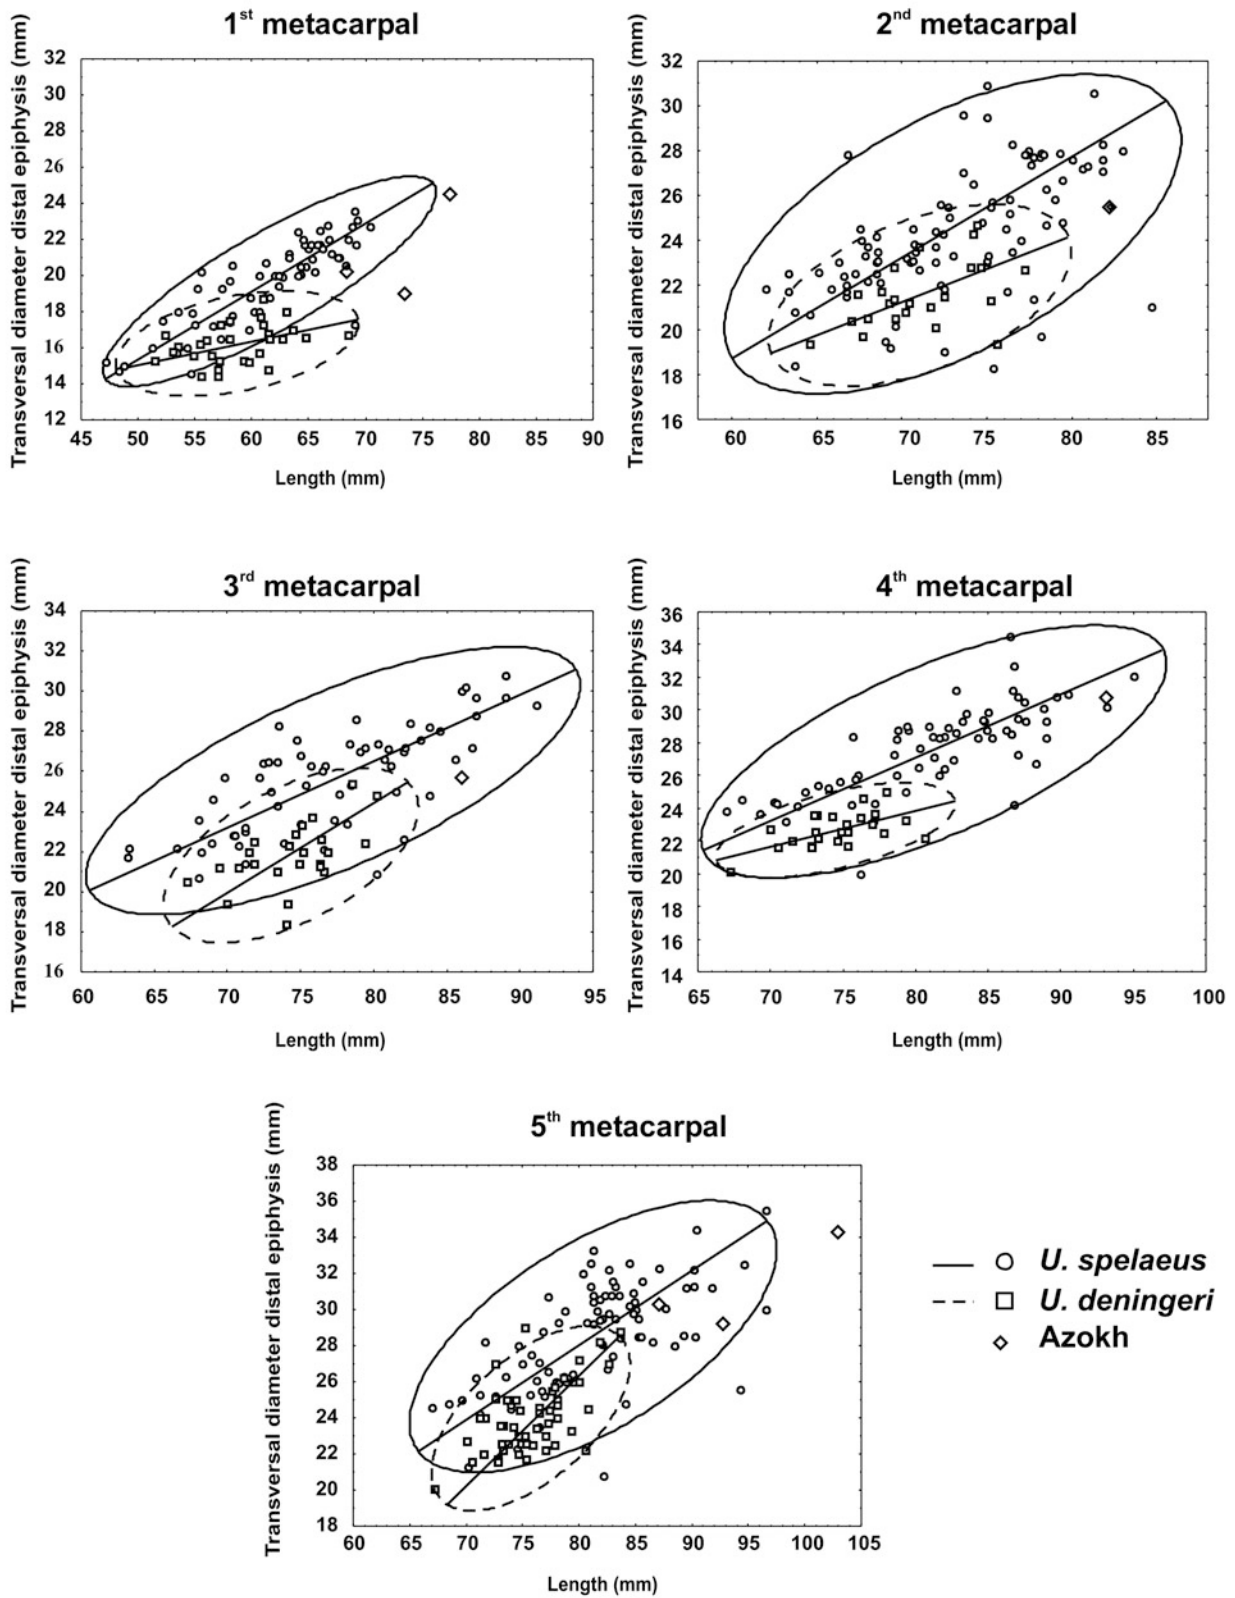 1st metacarpal
Transversal diameter distal epiphysis (mm)
32
30
28
26
24
22
20
18
16
14
12
45 50 55 60 65 70 75 80 85 90
Length (mm)
2nd metacarpal
Transversal diameter distal epiphysis (mm)
32
30
28
26
24
22
20
18
16
60 65 70 75 80 85
Length (mm)
3rd metacarpal
Transversal diameter distal epiphysis (mm)
34
32
30
28
26
24
22
20
18
16
60 65 70 75 80 85 90 95
Length (mm)
4th metacarpal
Transversal diameter distal epiphysis (mm)
36
34
32
30
28
26
24
22
20
18
16
14
65 70 75 80 85 90 95 100
Length (mm)
5th metacarpal
Transversal diameter distal epiphysis (mm)
38
36
34
32
30
28
26
24
22
20
18
60 65 70 75 80 85 90 95 100 105
Length (mm)
U. spelaeus
U. deningeri
Azokh